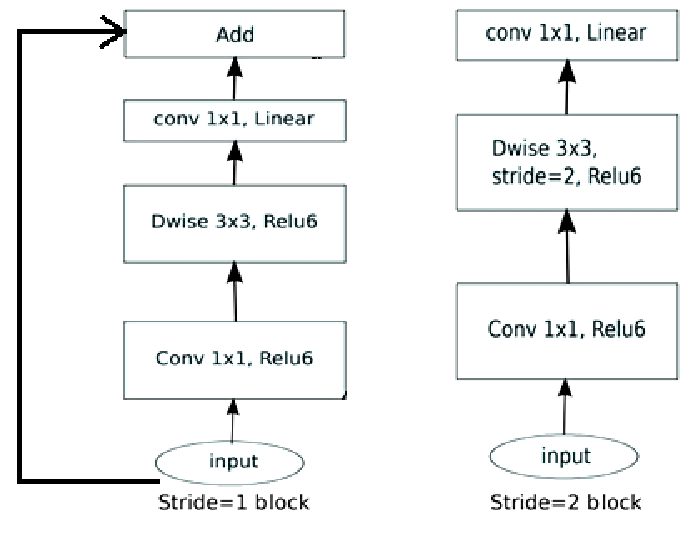 Add
conv 1x1, Linear
Dwise 3x3, Relu6
Conv 1x1, Relu6
input
Stride=1 block
conv 1x1, Linear
Dwise 3x3,
stride=2, Relu6
Conv 1x1, Relu6
input
Stride=2 block